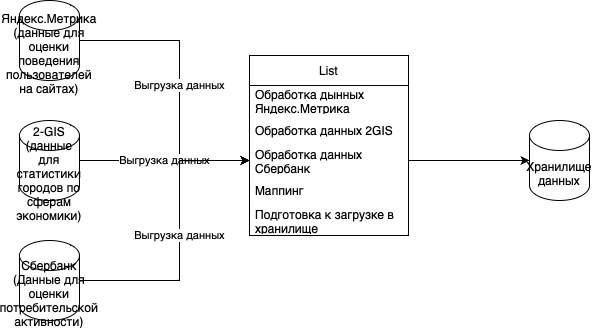 Яндекс.Метрика
(данные для
оценки
поведения
пользователей
на сайтах)
Выгрузка данных
2-GIS
(данные
для
статистики
городов по
сферам
экономики)
Выгрузка данных
Сбербанк
(Данные для
оценки
потребительской
активности)
Выгрузка данных
List
Обработка дынных
Яндекс.Метрика
Обработка данных 2GIS
Обработка данных
Сбербанк
Маппинг
Подготовка к загрузке в
хранилище
Хранилище
данных